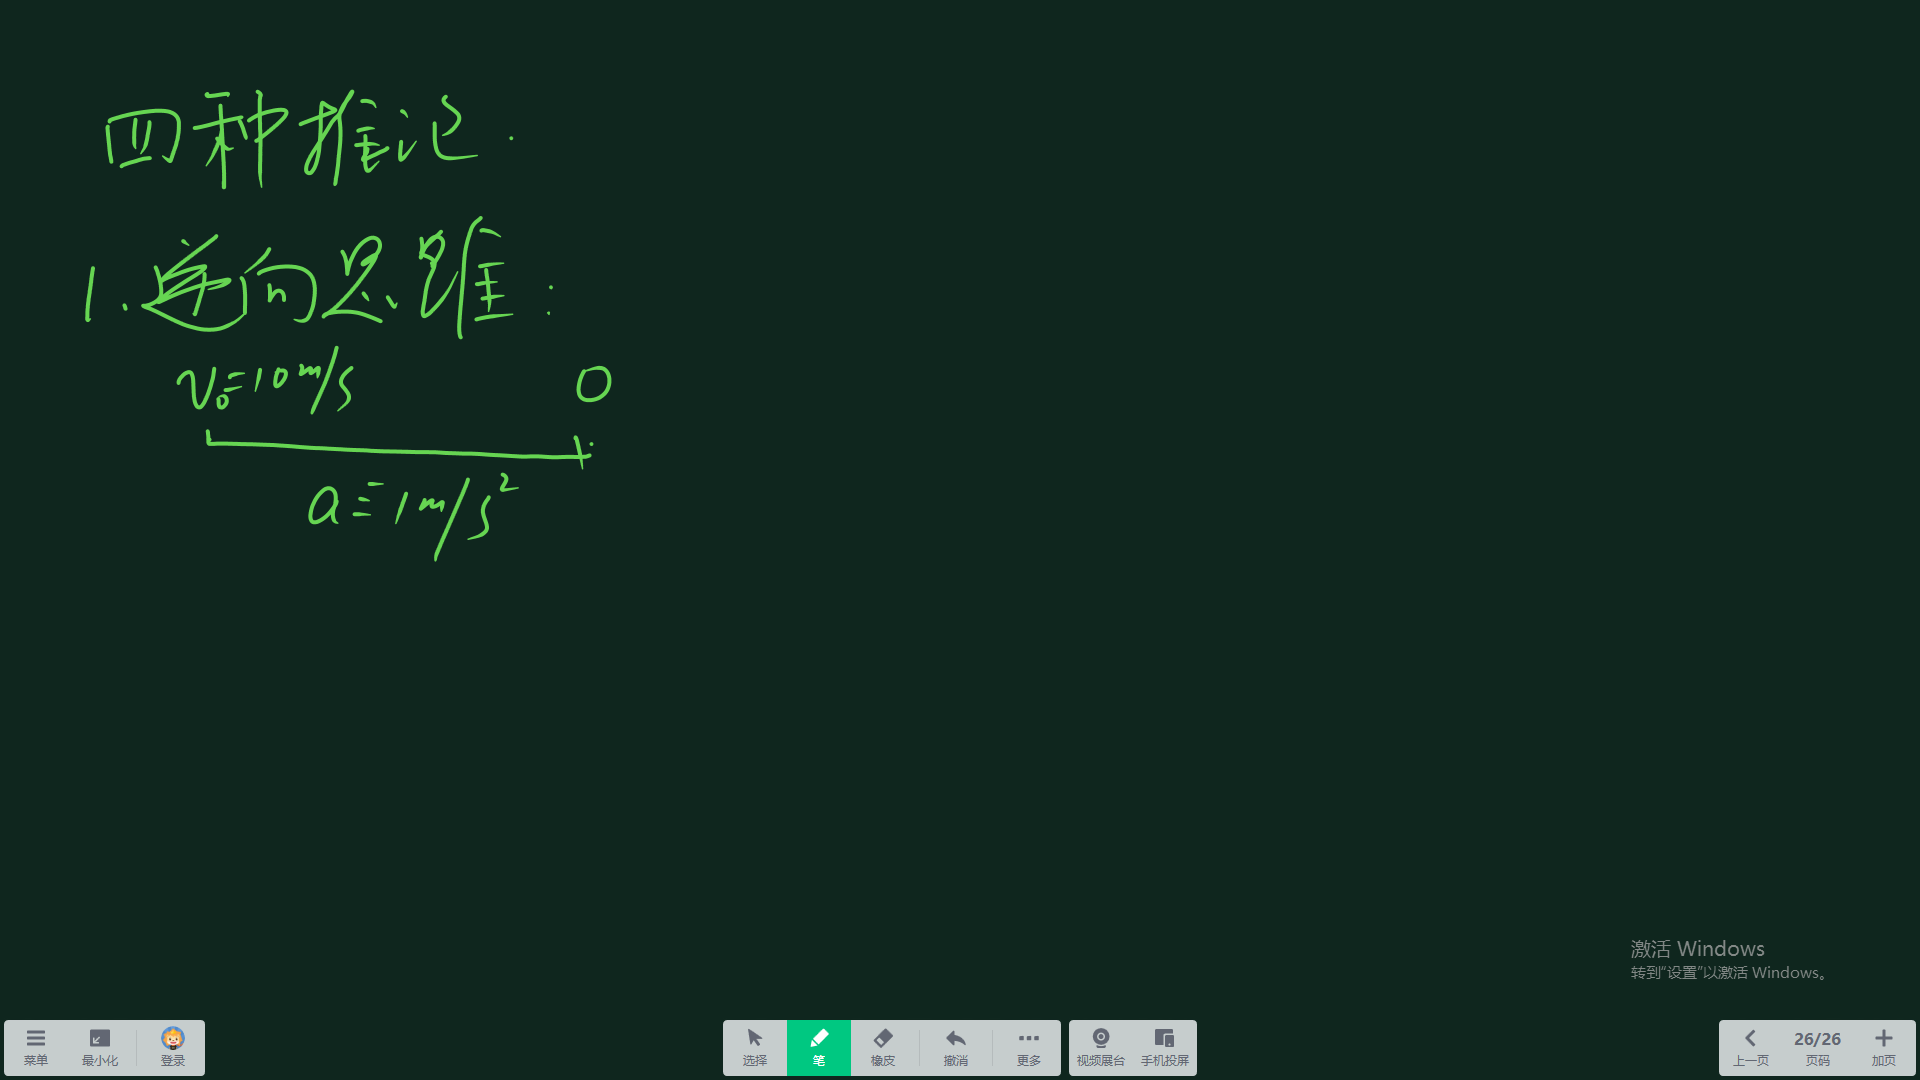 四种推论.
1.逆向思维:
v₀=10m/s 0
a=1m/s²
激活 Windows
转到“设置”以激活 Windows。
菜单 最小化 登录 选择 笔 橡皮 撤消 更多 视频展台 手机投屏 上一页 26/26 页码 加页